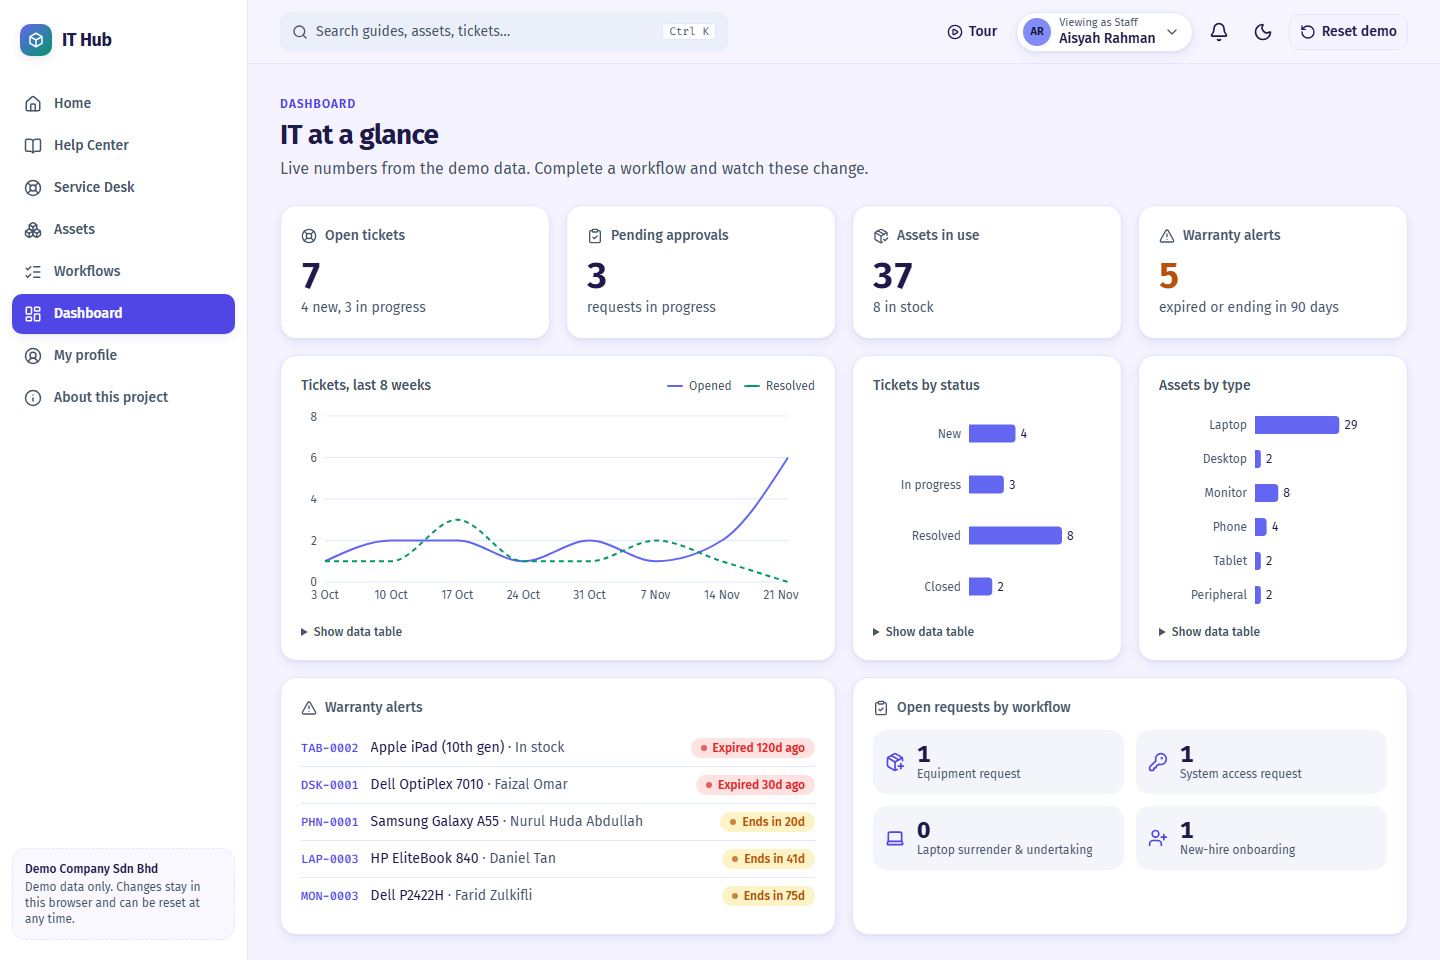 IT Hub
Home
Help Center
Service Desk
Assets
Workflows
Dashboard
My profile
About this project
Demo Company Sdn Bhd
Demo data only. Changes stay in
this browser and can be reset at
any time.
Search guides, assets, tickets...
Ctrl K
Tour
AR
Viewing as Staff
Aisyah Rahman
Reset demo
DASHBOARD
IT at a glance
Live numbers from the demo data. Complete a workflow and watch these change.
Open tickets
7
4 new, 3 in progress
Pending approvals
3
requests in progress
Assets in use
37
8 in stock
Warranty alerts
5
expired or ending in 90 days
Tickets, last 8 weeks
Opened
Resolved
8
6
4
2
0
3 Oct
10 Oct
17 Oct
24 Oct
31 Oct
7 Nov
14 Nov
21 Nov
Show data table
Tickets by status
New 4
In progress 3
Resolved 8
Closed 2
Show data table
Assets by type
Laptop 29
Desktop 2
Monitor 8
Phone 4
Tablet 2
Peripheral 2
Show data table
Warranty alerts
TAB-0002 Apple iPad (10th gen) · In stock Expired 120d ago
DSK-0001 Dell OptiPlex 7010 · Faizal Omar Expired 30d ago
PHN-0001 Samsung Galaxy A55 · Nurul Huda Abdullah Ends in 20d
LAP-0003 HP EliteBook 840 · Daniel Tan Ends in 41d
MON-0003 Dell P2422H · Farid Zulkifli Ends in 75d
Open requests by workflow
1
Equipment request
1
System access request
0
Laptop surrender & undertaking
1
New-hire onboarding